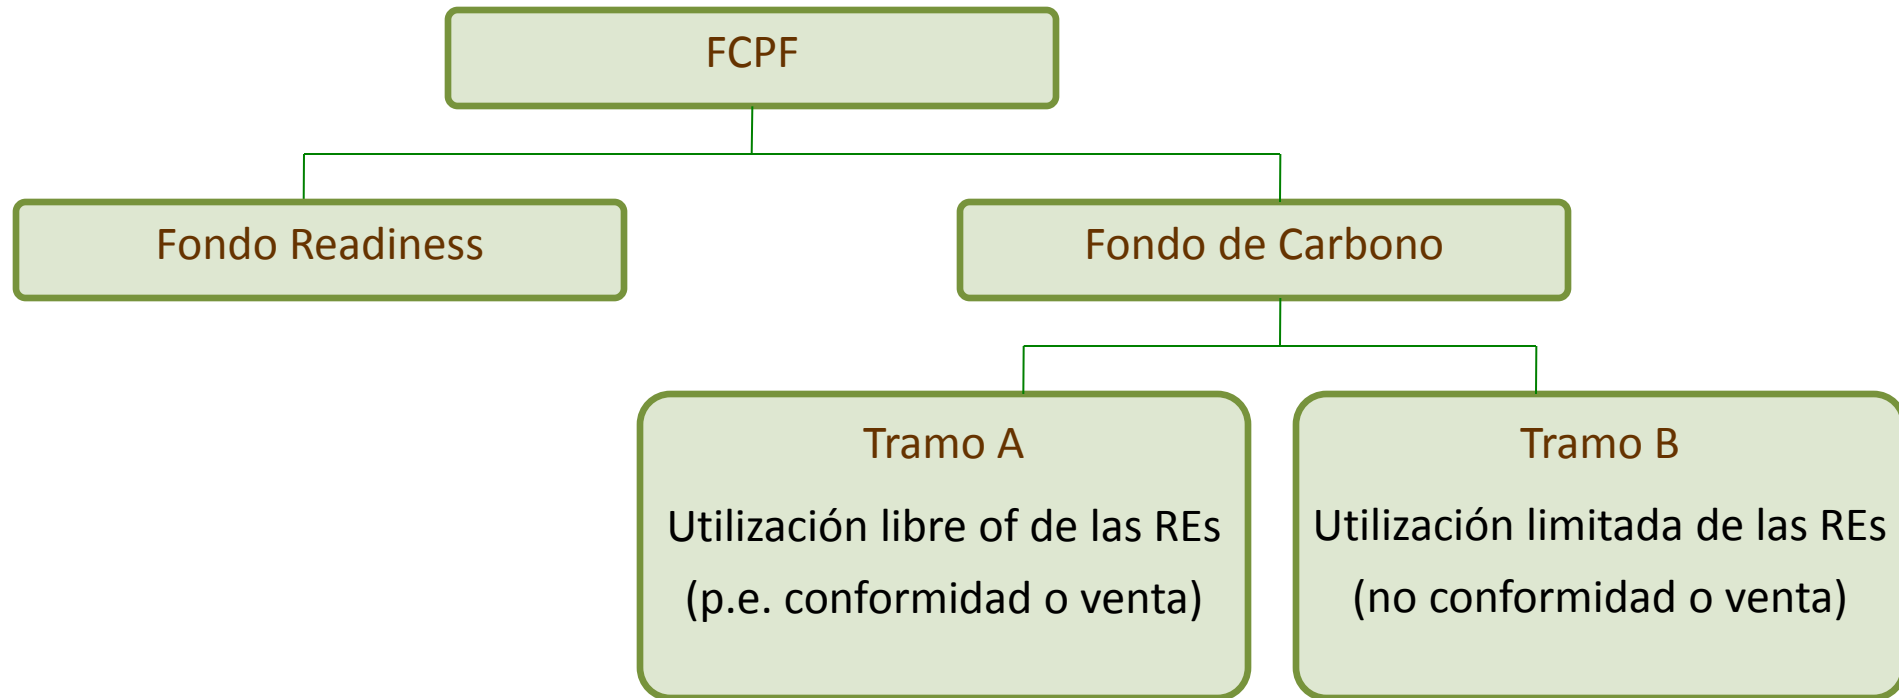 FCPF
Fondo Readiness
Fondo de Carbono
Tramo A
Utilización libre of de las REs
(p.e. conformidad o venta)
Tramo B
Utilización limitada de las REs
(no conformidad o venta)